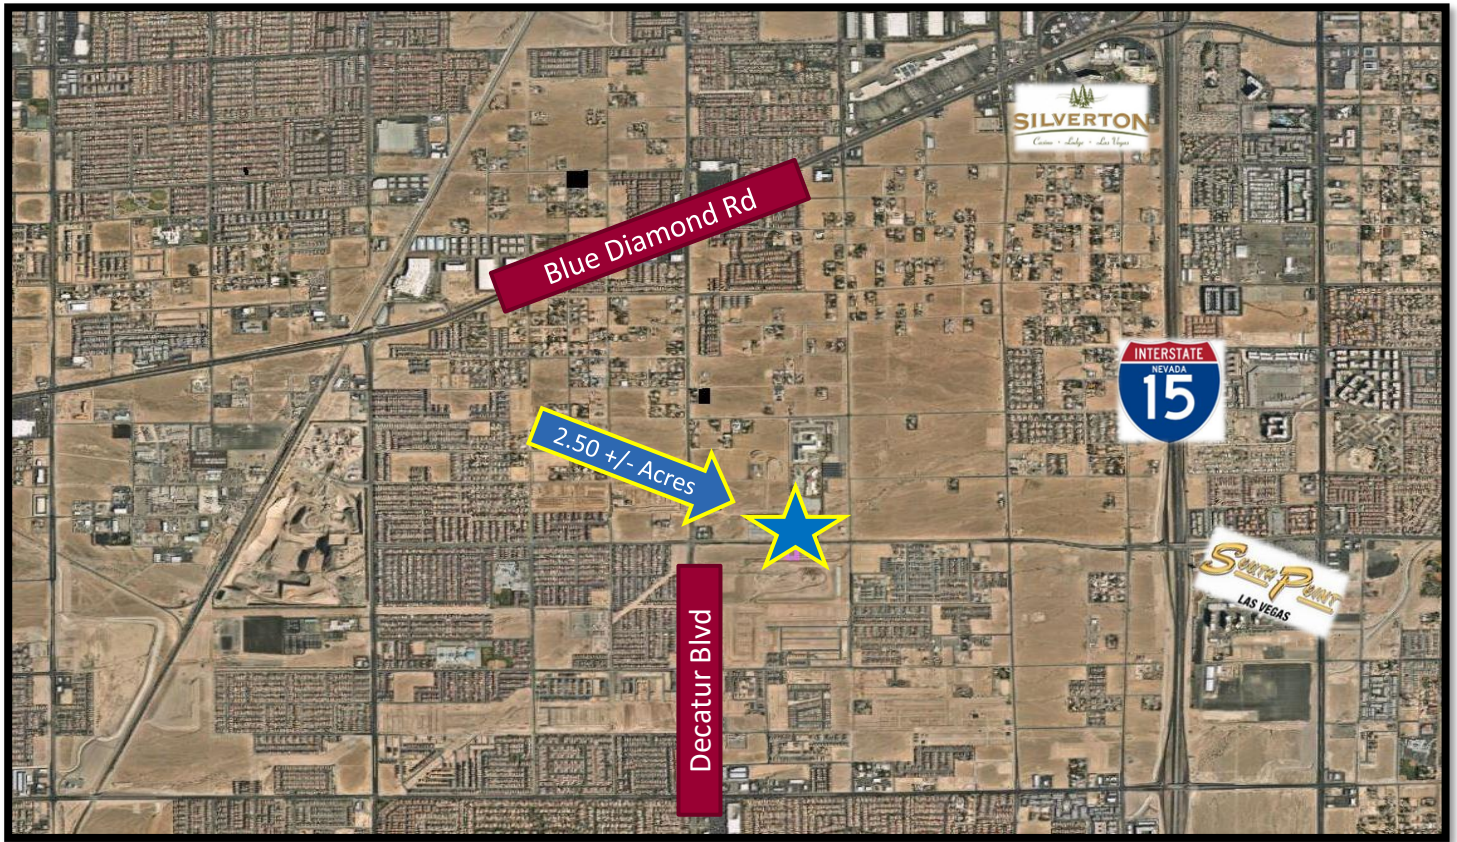 SILVERTON
Casino • Lodge • Las Vegas
Blue Diamond Rd
INTERSTATE
NEVADA
15
2.50 +/- Acres
SOUTH POINT
LAS VEGAS
Decatur Blvd